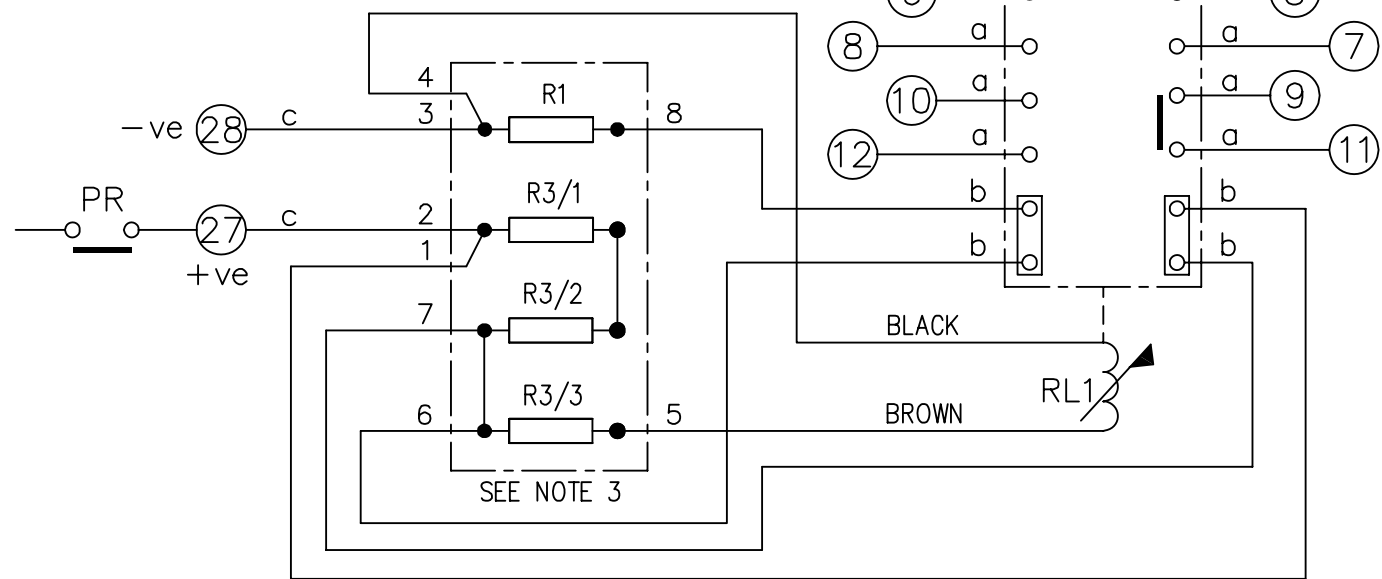 8 a a 7
4 R1 10 a a 9
-ve 28 c 3 8 12 a a 11
PR R3/1 b b
27 c 2
1 b b
+ve
R3/2
7 BLACK
R3/3 RL1
6 5 BROWN
SEE NOTE 3